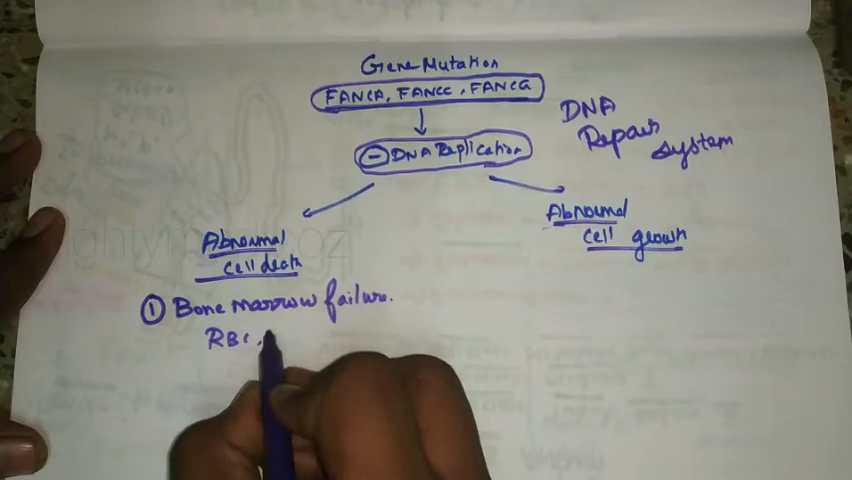 Gene Mutation
FANCA, FANCC, FANCG
DNA
Repair
system
⊖ DNA Replication
Abnormal
cell death
Abnormal
cell growth
① Bone marrow failure.
RBC,